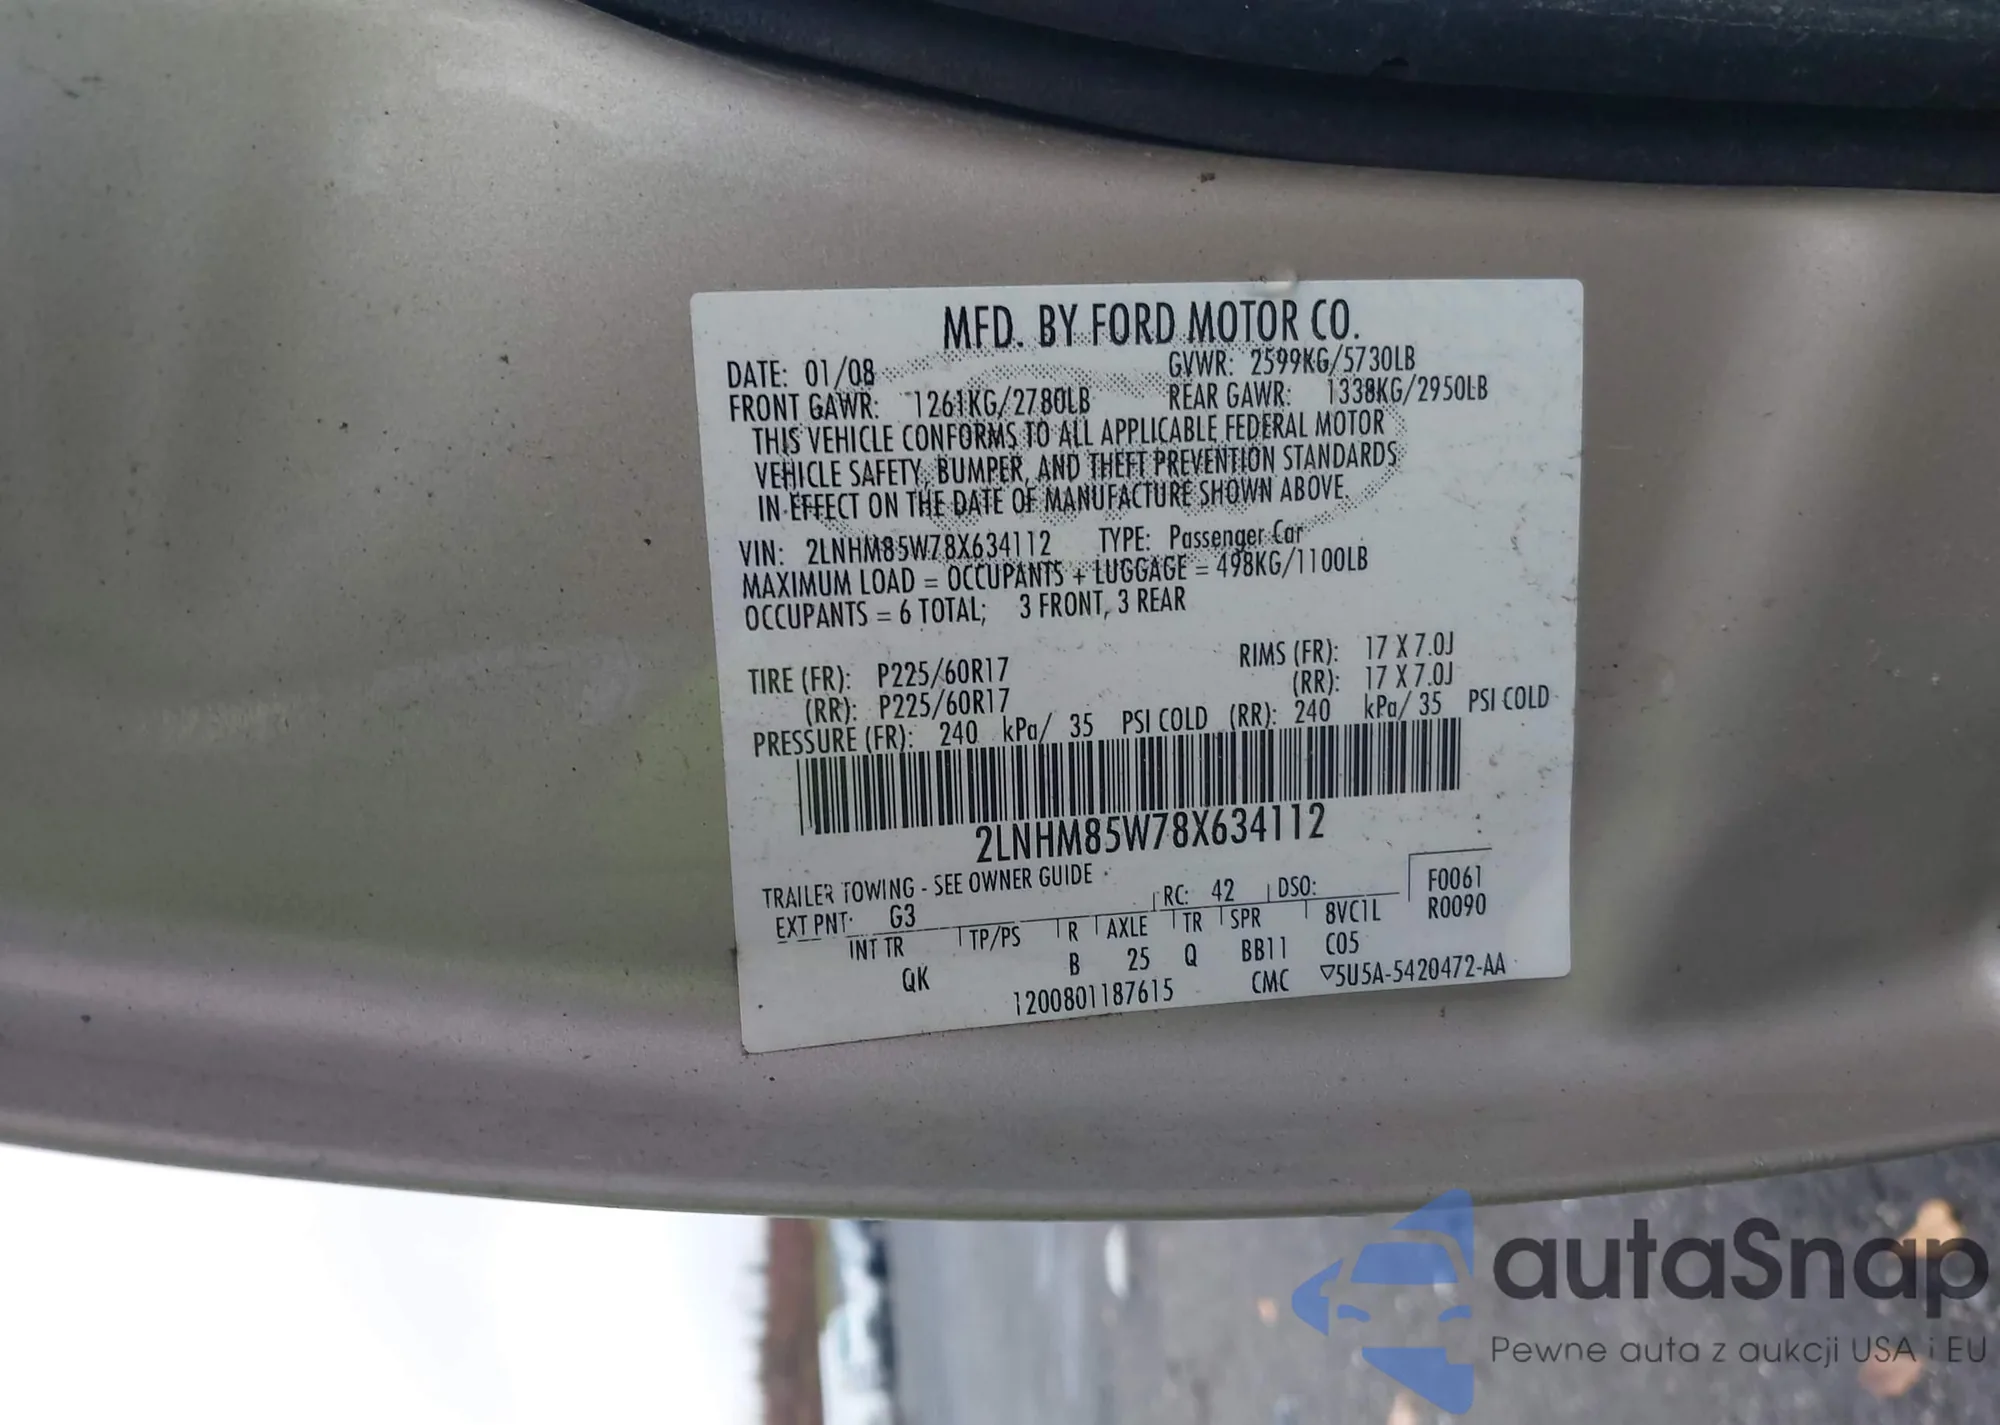 MFD. BY FORD MOTOR CO.
DATE: 01/08 GVWR: 2599KG/5730LB
FRONT GAWR: 1261KG/2780LB REAR GAWR: 1338KG/2950LB
THIS VEHICLE CONFORMS TO ALL APPLICABLE FEDERAL MOTOR
VEHICLE SAFETY, BUMPER, AND THEFT PREVENTION STANDARDS
IN EFFECT ON THE DATE OF MANUFACTURE SHOWN ABOVE.
VIN: 2LNHM85W78X634112 TYPE: Passenger Car
MAXIMUM LOAD = OCCUPANTS + LUGGAGE = 498KG/1100LB
OCCUPANTS = 6 TOTAL; 3 FRONT, 3 REAR
TIRE (FR): P225/60R17 RIMS (FR): 17 X 7.0J
(RR): P225/60R17 (RR): 17 X 7.0J
PRESSURE (FR): 240 kPa/ 35 PSI COLD (RR): 240 kPa/ 35 PSI COLD
2LNHM85W78X634112
TRAILER TOWING - SEE OWNER GUIDE
EXT PNT: G3 RC: 42 DSO: F0061
INT TR TP/PS R AXLE TR SPR 8VC1L R0090
QK B 25 Q BB11 C05
1200801187615 CMC ▽5U5A-5420472-AA
autaSnap
Pewne auta z aukcji USA i EU